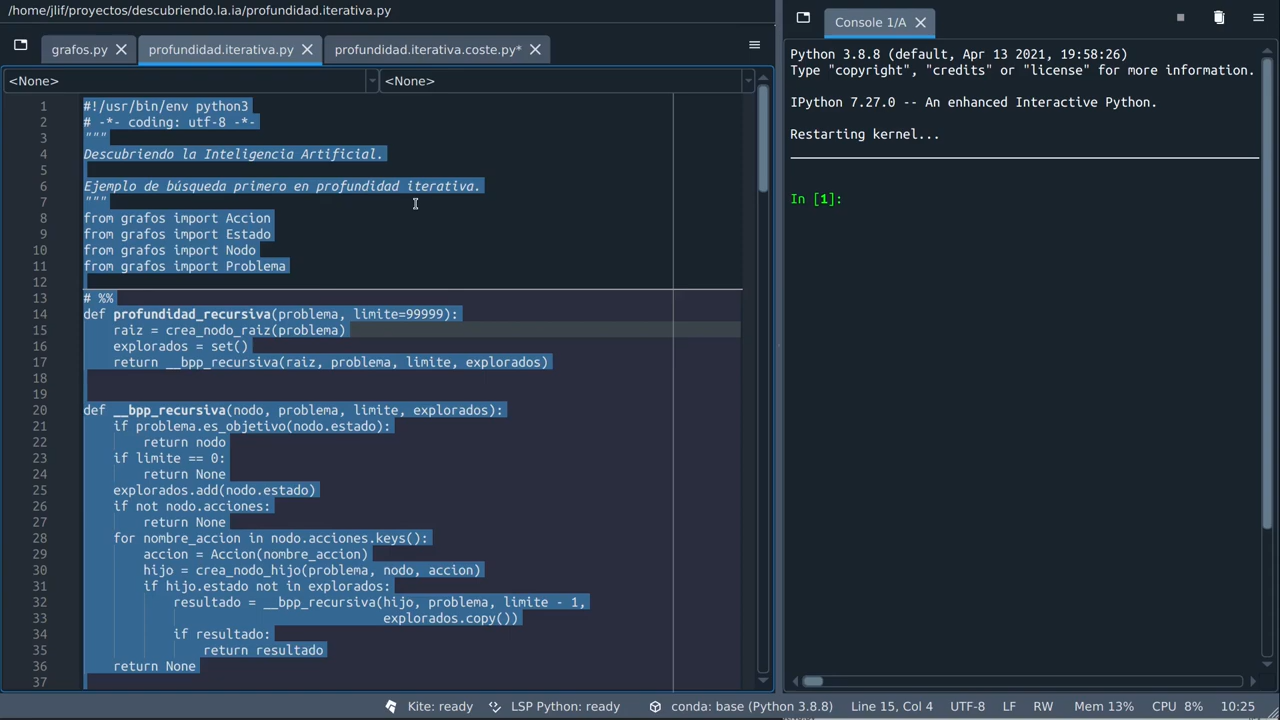 /home/jlif/proyectos/descubriendo.la.ia/profundidad.iterativa.py
grafos.py
profundidad.iterativa.py
profundidad.iterativa.coste.py*
<None>
<None>
1 #!/usr/bin/env python3
2 # -*- coding: utf-8 -*-
3 """
4 Descubriendo la Inteligencia Artificial.
5
6 Ejemplo de búsqueda primero en profundidad iterativa.
7 """
8 from grafos import Accion
9 from grafos import Estado
10 from grafos import Nodo
11 from grafos import Problema
12
13 # %%
14 def profundidad_recursiva(problema, limite=99999):
15     raiz = crea_nodo_raiz(problema)
16     explorados = set()
17     return __bpp_recursiva(raiz, problema, limite, explorados)
18
19
20 def __bpp_recursiva(nodo, problema, limite, explorados):
21     if problema.es_objetivo(nodo.estado):
22         return nodo
23     if limite == 0:
24         return None
25     explorados.add(nodo.estado)
26     if not nodo.acciones:
27         return None
28     for nombre_accion in nodo.acciones.keys():
29         accion = Accion(nombre_accion)
30         hijo = crea_nodo_hijo(problema, nodo, accion)
31         if hijo.estado not in explorados:
32             resultado = __bpp_recursiva(hijo, problema, limite - 1,
33                                         explorados.copy())
34             if resultado:
35                 return resultado
36     return None
37
Console 1/A
Python 3.8.8 (default, Apr 13 2021, 19:58:26)
Type "copyright", "credits" or "license" for more information.
IPython 7.27.0 -- An enhanced Interactive Python.
Restarting kernel...
In [1]:
Kite: ready
LSP Python: ready
conda: base (Python 3.8.8)
Line 15, Col 4
UTF-8
LF
RW
Mem 13%
CPU 8%
10:25